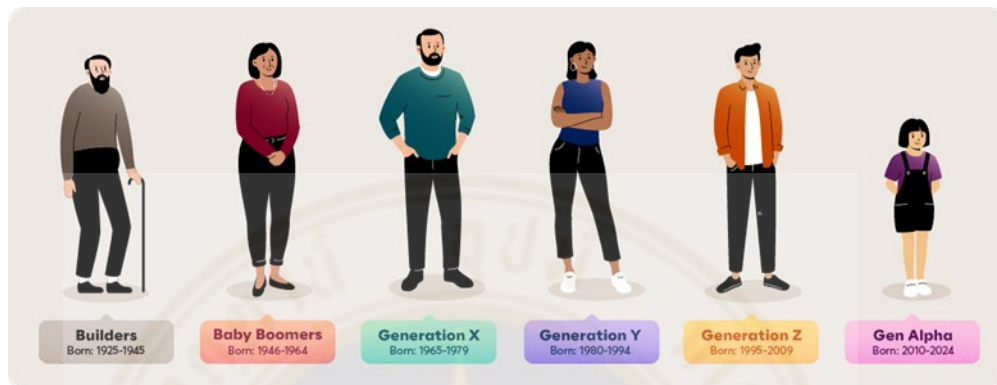 Builders
Born: 1925-1945
Baby Boomers
Born: 1946-1964
Generation X
Born: 1965-1979
Generation Y
Born: 1980-1994
Generation Z
Born: 1995-2009
Gen Alpha
Born: 2010-2024